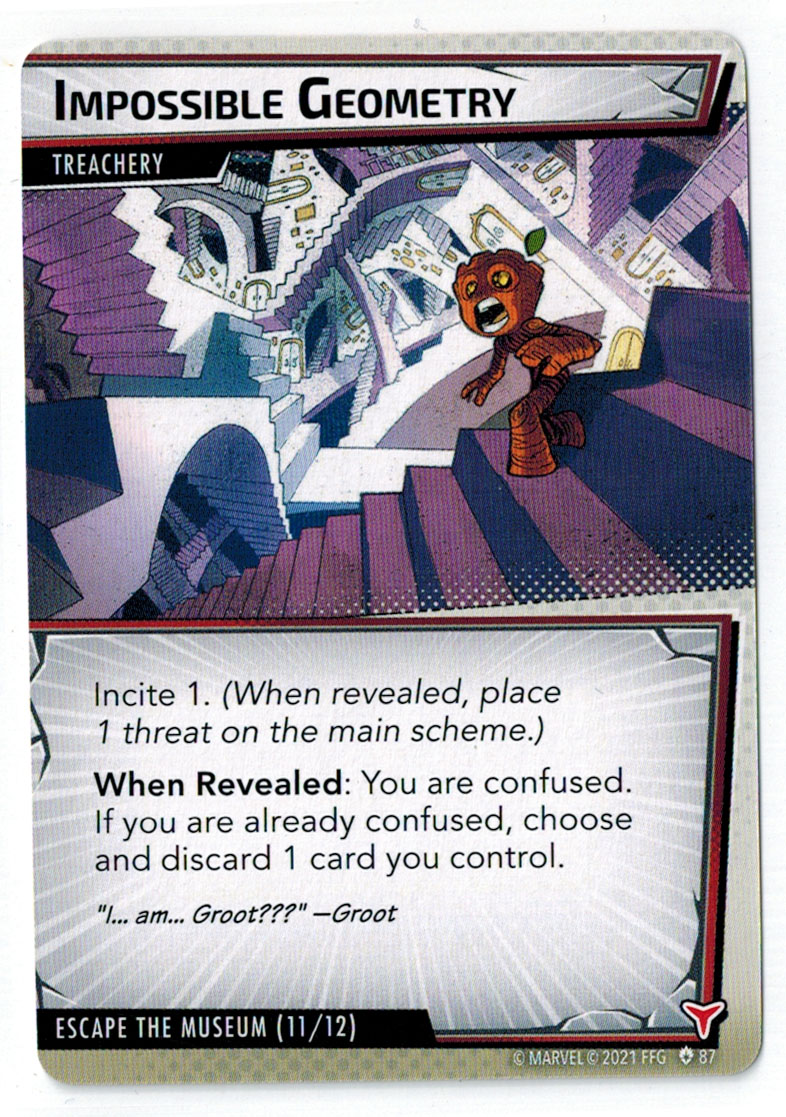 IMPOSSIBLE GEOMETRY
TREACHERY
Incite 1. (When revealed, place
1 threat on the main scheme.)
When Revealed: You are confused.
If you are already confused, choose
and discard 1 card you control.
"I... am... Groot???" —Groot
ESCAPE THE MUSEUM (11/12)
© MARVEL © 2021 FFG 87